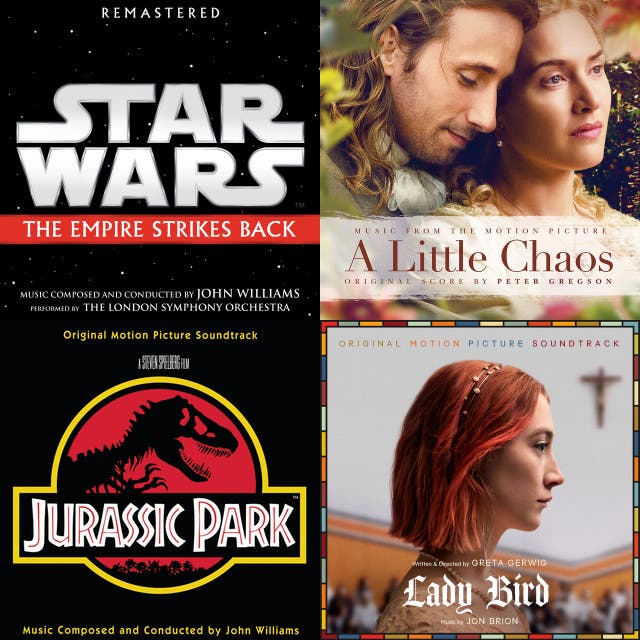 REMASTERED
STAR
WARS
TM
THE EMPIRE STRIKES BACK
MUSIC COMPOSED AND CONDUCTED BY JOHN WILLIAMS
PERFORMED BY THE LONDON SYMPHONY ORCHESTRA
MUSIC FROM THE MOTION PICTURE
A Little Chaos
ORIGINAL SCORE BY PETER GREGSON
Original Motion Picture Soundtrack
A STEVEN SPIELBERG FILM
JURASSIC PARK
TM
Music Composed and Conducted by John Williams
ORIGINAL MOTION PICTURE SOUNDTRACK
Written & Directed by GRETA GERWIG
Lady Bird
Music by JON BRION